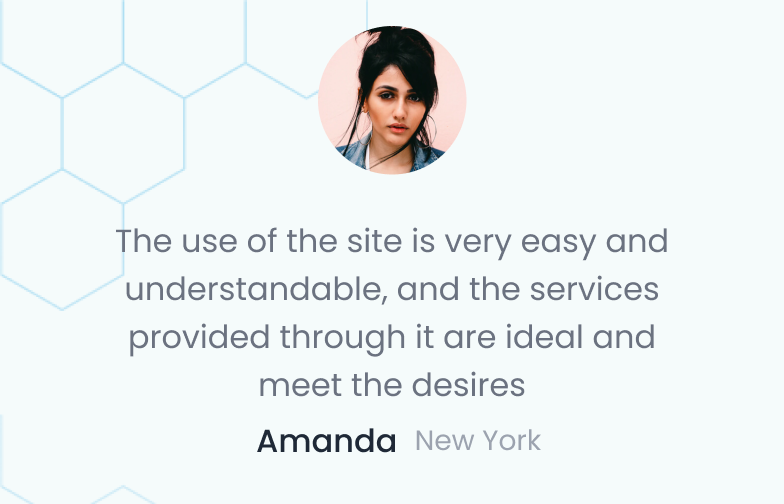 The use of the site is very easy and
understandable, and the services
provided through it are ideal and
meet the desires
Amanda New York